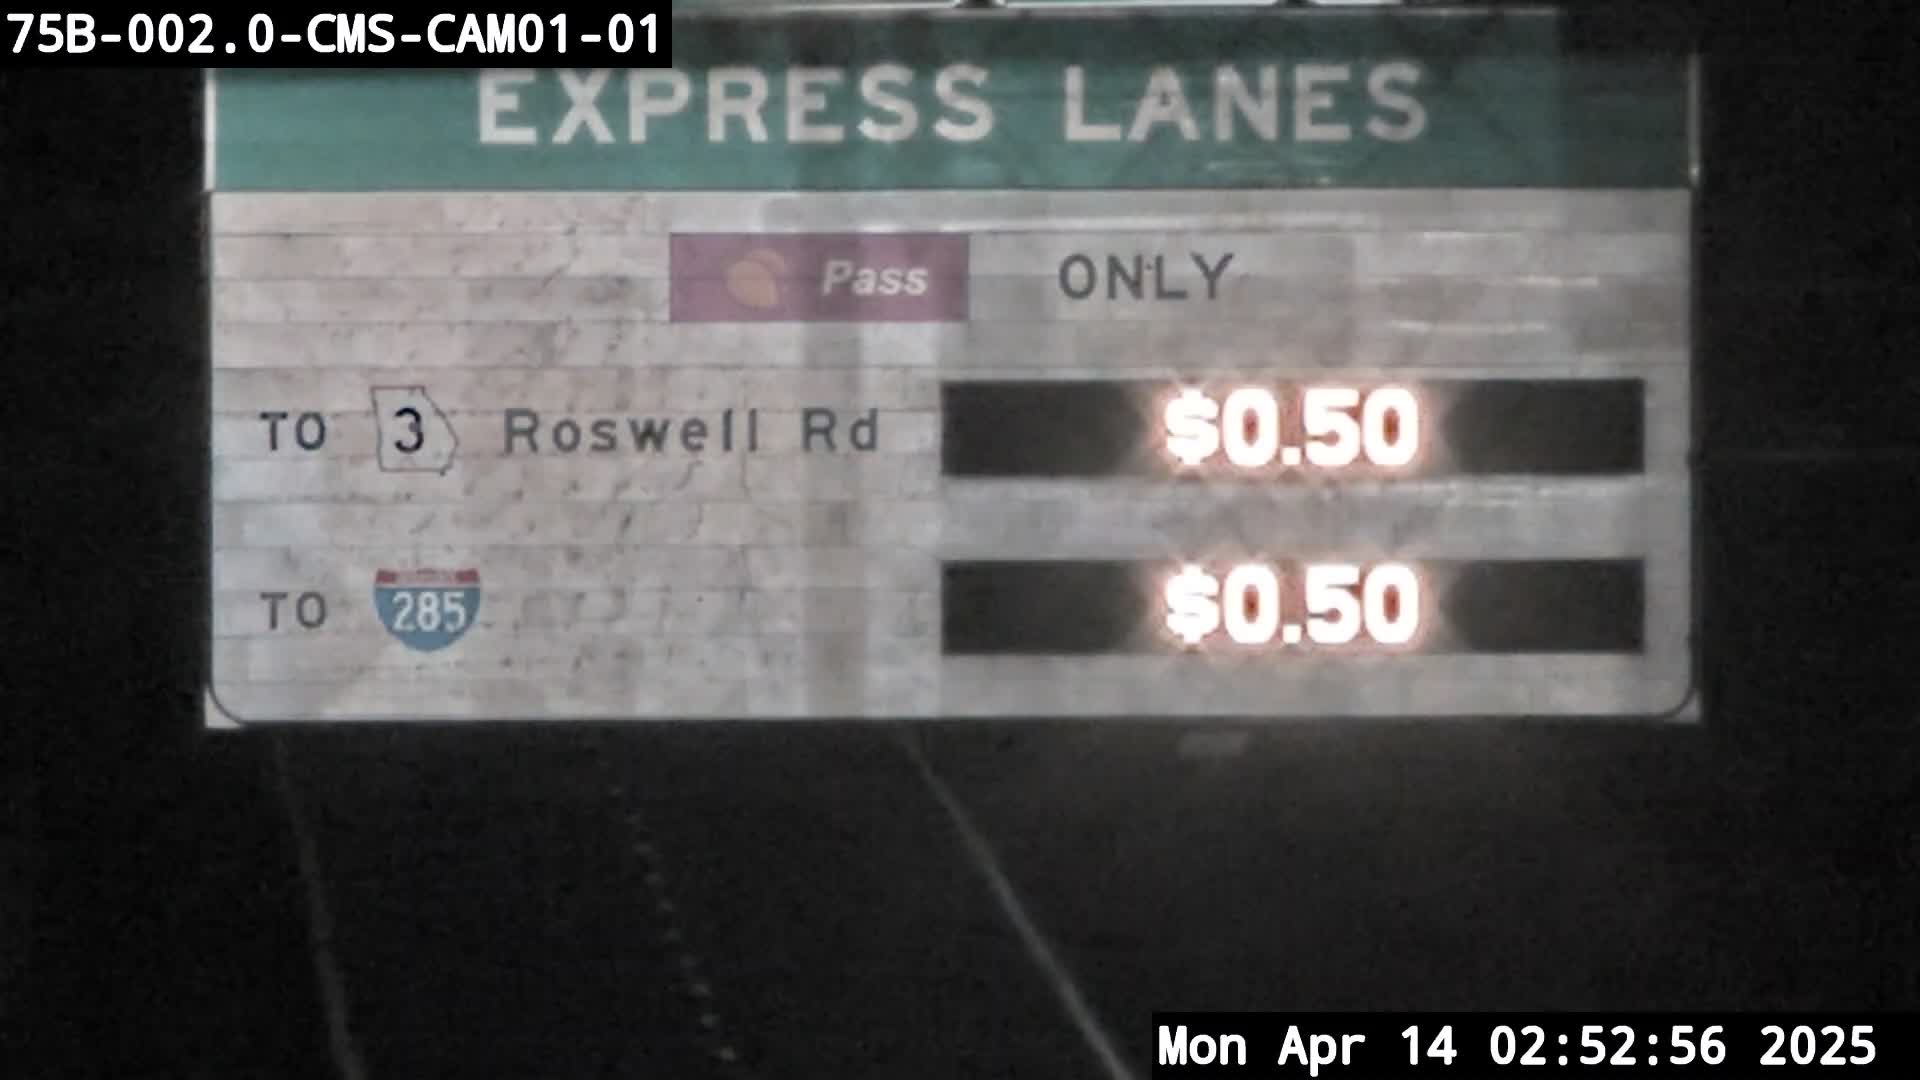 75B-002.0-CMS-CAM01-01
EXPRESS LANES
Pass ONLY
TO 3 Roswell Rd $0.50
TO 285 $0.50
Mon Apr 14 02:52:56 2025